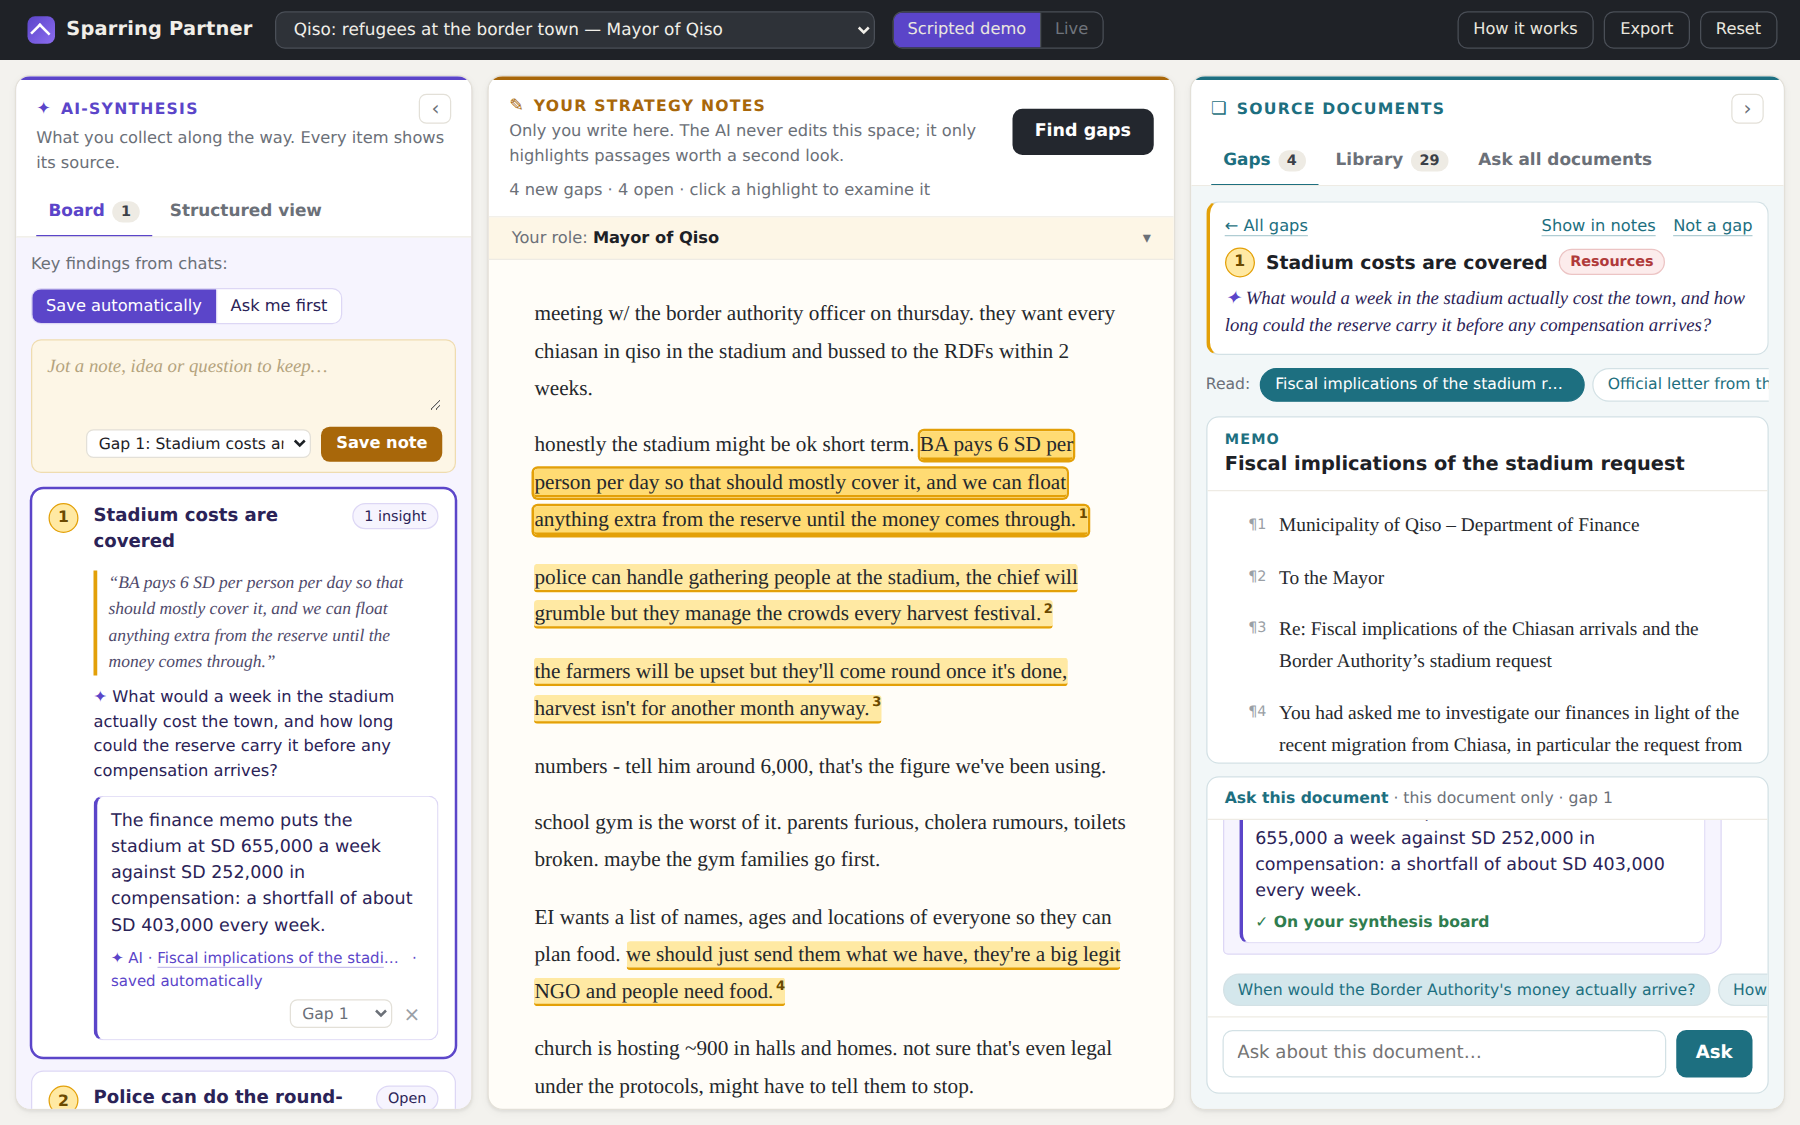 Sparring Partner
Qiso: refugees at the border town — Mayor of Qiso
Scripted demo
Live
How it works
Export
Reset
✦ AI-SYNTHESIS
‹
What you collect along the way. Every item shows
its source.
Board 1
Structured view
Key findings from chats:
Save automatically
Ask me first
Jot a note, idea or question to keep…
Gap 1: Stadium costs ar
Save note
1
Stadium costs are
covered
1 insight
“BA pays 6 SD per person per day so that
should mostly cover it, and we can float
anything extra from the reserve until the
money comes through.”
✦ What would a week in the stadium
actually cost the town, and how long
could the reserve carry it before any
compensation arrives?
The finance memo puts the
stadium at SD 655,000 a week
against SD 252,000 in
compensation: a shortfall of about
SD 403,000 every week.
✦ AI · Fiscal implications of the stadi… ·
saved automatically
Gap 1
×
2
Police can do the round-
Open
✎ YOUR STRATEGY NOTES
Only you write here. The AI never edits this space; it only
highlights passages worth a second look.
4 new gaps · 4 open · click a highlight to examine it
Find gaps
Your role: Mayor of Qiso
▾
meeting w/ the border authority officer on thursday. they want every
chiasan in qiso in the stadium and bussed to the RDFs within 2
weeks.
honestly the stadium might be ok short term. BA pays 6 SD per
person per day so that should mostly cover it, and we can float
anything extra from the reserve until the money comes through. 1
police can handle gathering people at the stadium, the chief will
grumble but they manage the crowds every harvest festival. 2
the farmers will be upset but they'll come round once it's done,
harvest isn't for another month anyway. 3
numbers - tell him around 6,000, that's the figure we've been using.
school gym is the worst of it. parents furious, cholera rumours, toilets
broken. maybe the gym families go first.
EI wants a list of names, ages and locations of everyone so they can
plan food. we should just send them what we have, they're a big legit
NGO and people need food. 4
church is hosting ~900 in halls and homes. not sure that's even legal
under the protocols, might have to tell them to stop.
❏ SOURCE DOCUMENTS
›
Gaps 4
Library 29
Ask all documents
← All gaps
Show in notes
Not a gap
1
Stadium costs are covered
Resources
✦ What would a week in the stadium actually cost the town, and how
long could the reserve carry it before any compensation arrives?
Read:
Fiscal implications of the stadium r…
Official letter from th
MEMO
Fiscal implications of the stadium request
¶1 Municipality of Qiso – Department of Finance
¶2 To the Mayor
¶3 Re: Fiscal implications of the Chiasan arrivals and the
Border Authority’s stadium request
¶4 You had asked me to investigate our finances in light of the
recent migration from Chiasa, in particular the request from
Ask this document · this document only · gap 1
655,000 a week against SD 252,000 in
compensation: a shortfall of about SD 403,000
every week.
✓ On your synthesis board
When would the Border Authority's money actually arrive?
How
Ask about this document…
Ask